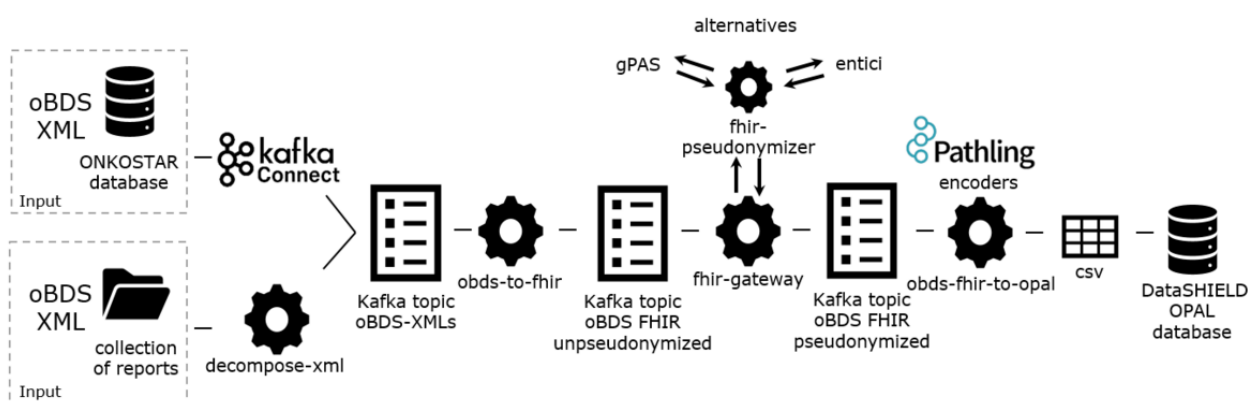 alternatives
gPAS
entici
fhir-
pseudonymizer
oBDS
XML
ONKOSTAR
database
Input
kafka
Connect
Pathling
encoders
oBDS
XML
collection
of reports
Input
decompose-xml
Kafka topic
oBDS-XMLs
obds-to-fhir
Kafka topic
oBDS FHIR
unpseudonymized
fhir-gateway
Kafka topic
oBDS FHIR
pseudonymized
obds-fhir-to-opal
csv
DataSHIELD
OPAL
database